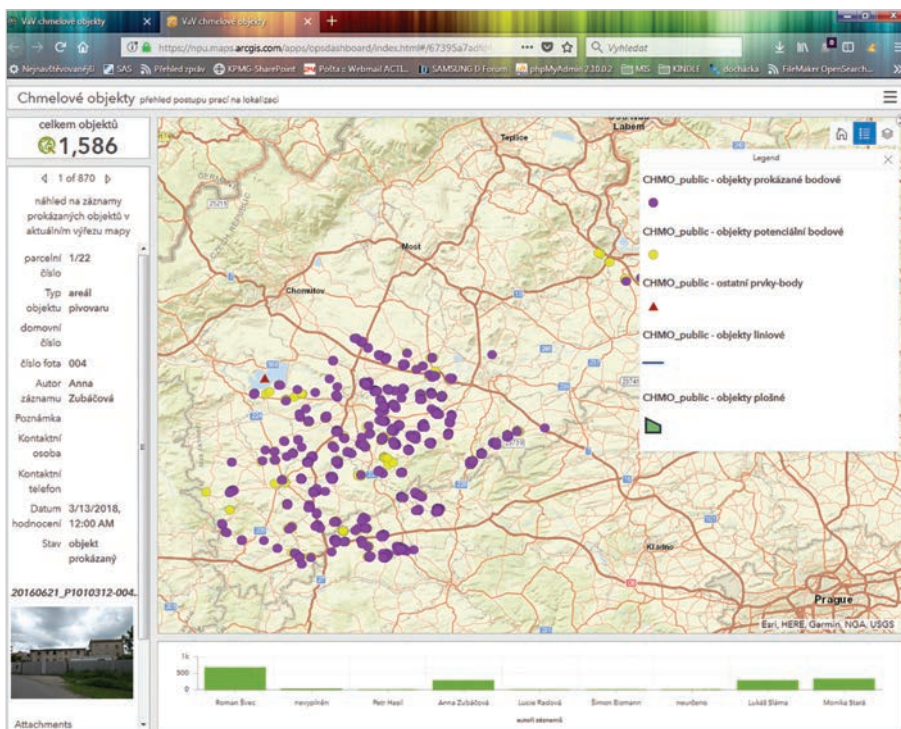 VaV chmelové objekty
VaV chmelové objekty
https://npu.maps.arcgis.com/apps/opsdashboard/index.html#/67395a7adfd
Vyhledat
Nejnavštěvovanější
SAS
Přehled zpráv
KPMG-SharePoint
Pošta :: Webmail ACTI...
SAMSUNG D Forum
phpMyAdmin 2.10.0.2
MIS
KINDLE
docházka
FileMaker OpenSearch...
Chmelové objekty přehled postupu prací na lokalizaci
celkem objektů
1,586
1 of 870
náhled na záznamy
prokázaných objektů v
aktuálním výřezu mapy
parcelní 1/22
číslo
Typ areál
objektu pivovaru
domovní
číslo
číslo fota 004
Autor Anna
záznamu Zubáčová
Poznámka
Kontaktní
osoba
Kontaktní
telefon
Datum 3/13/2018,
hodnocení 12:00 AM
Stav objekt
prokázaný
20160621_P1010312-004..
Attachments
Teplice
Labem
GERMANY
CZECH REPUBLIC
Most
Chomutov
Kladno
Prague
Esri, HERE, Garmin, NGA, USGS
Legend
CHMO_public - objekty prokázané bodové
CHMO_public - objekty potenciální bodové
CHMO_public - ostatní prvky-body
CHMO_public - objekty liniové
CHMO_public - objekty plošné
1k
500
0
Roman Švec
nevyplněn
Petr Hasil
Anna Zubáčová
Lucie Radová
Šimon Eismann
neurčeno
Lukáš Sláma
Monika Stará
autoři záznamů